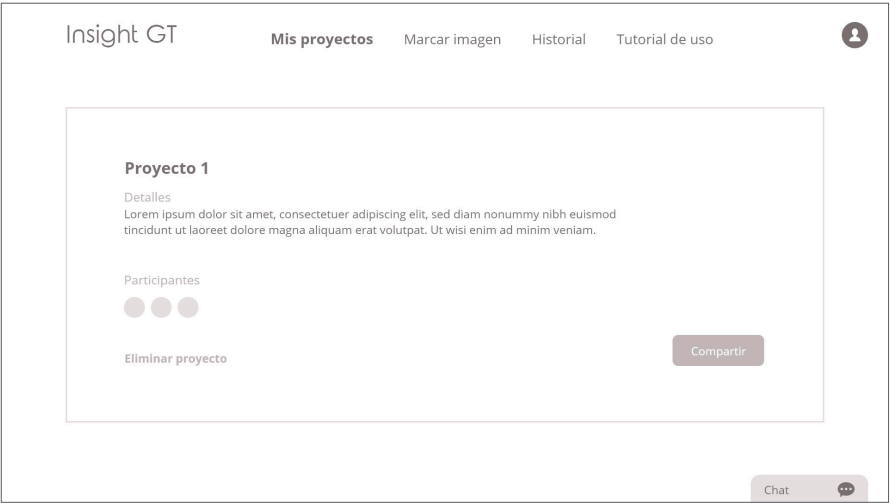 Insight GT
Mis proyectos
Marcar imagen
Historial
Tutorial de uso
Proyecto 1
Detalles
Lorem ipsum dolor sit amet, consectetuer adipiscing elit, sed diam nonummy nibh euismod
tincidunt ut laoreet dolore magna aliquam erat volutpat. Ut wisi enim ad minim veniam.
Participantes
Eliminar proyecto
Compartir
Chat